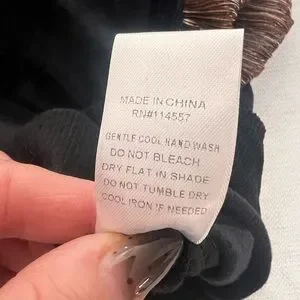 MADE IN CHINA
RN#114557
GENTLE COOL HAND WASH
DO NOT BLEACH
DRY FLAT IN SHADE
DO NOT TUMBLE DRY
COOL IRON IF NEEDED